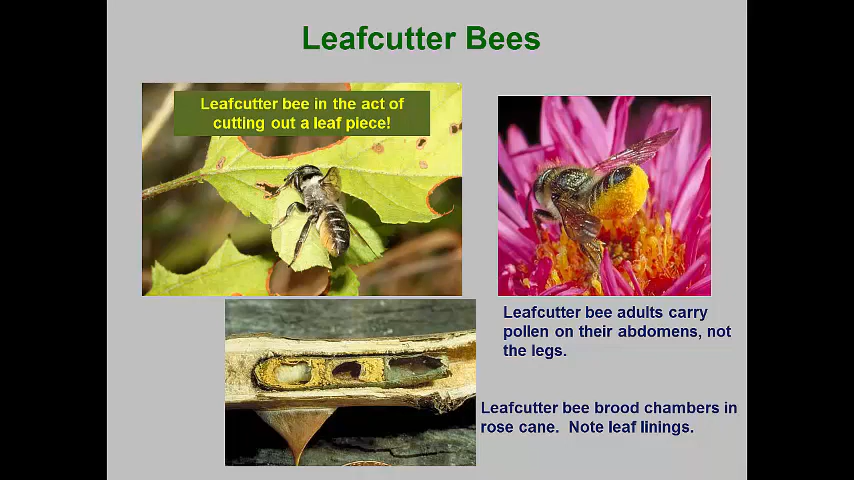 Leafcutter Bees
Leafcutter bee in the act of
cutting out a leaf piece!
Leafcutter bee adults carry
pollen on their abdomens, not
the legs.
Leafcutter bee brood chambers in
rose cane.  Note leaf linings.